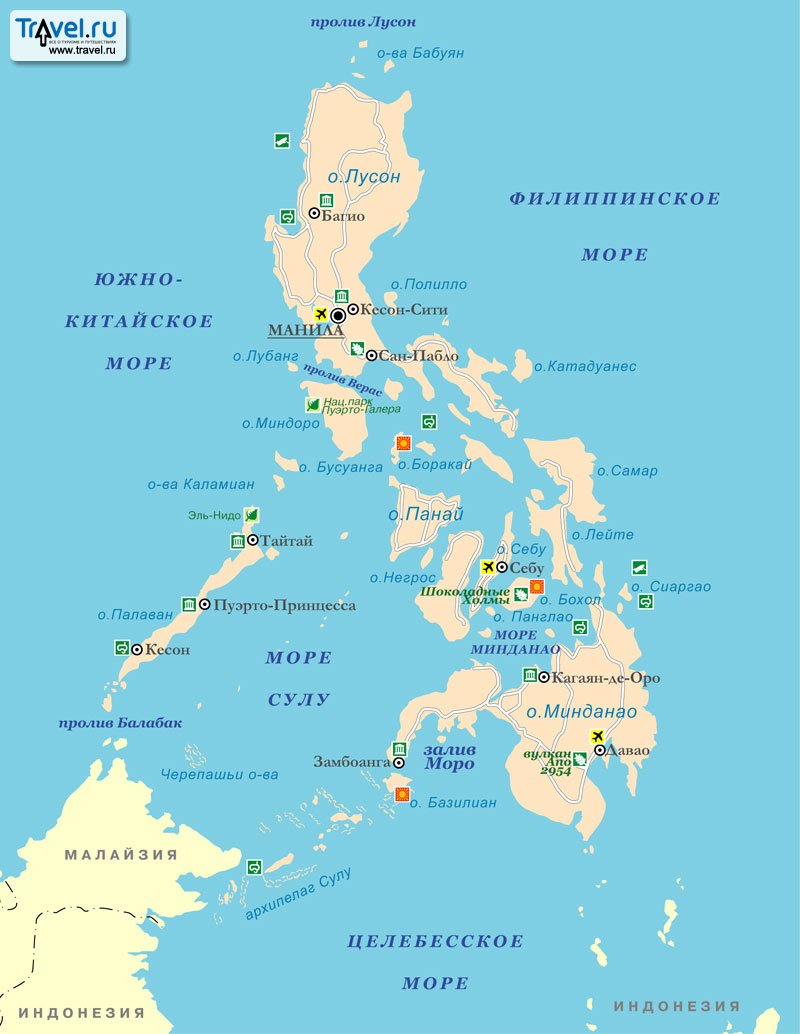 Travel.ru
ВСЕ О ТУРИЗМЕ И ПУТЕШЕСТВИЯХ
www.travel.ru
пролив Лусон
о-ва Бабуян
о.Лусон
ФИЛИППИНСКОЕ
МОРЕ
Багио
ЮЖНО-
КИТАЙСКОЕ
МОРЕ
о.Полилло
Кесон-Сити
МАНИЛА
Сан-Пабло
о.Лубанг
пролив Верас
о.Катадуанес
Нац.парк
Пуэрто-Галера
о.Миндоро
о. Бусуанга
о.Боракай
о.Самар
о-ва Каламиан
Эль-Нидо
о.Панай
Тайтай
о.Лейте
о.Себу
Себу
о.Негрос
Шоколадные
Холмы
о. Бохол
о. Сиаргао
о.Палаван
Пуэрто-Принцесса
о. Панглао
МОРЕ
МИНДАНАО
Кесон
МОРЕ
СУЛУ
Кагаян-де-Оро
о.Минданао
пролив Балабак
залив
Моро
Замбоанга
Давао
вулкан
Апо
2954
Черепашьи о-ва
о. Базилиан
МАЛАЙЗИЯ
архипелаг Сулу
ЦЕЛЕБЕССКОЕ
МОРЕ
ИНДОНЕЗИЯ
ИНДОНЕЗИЯ